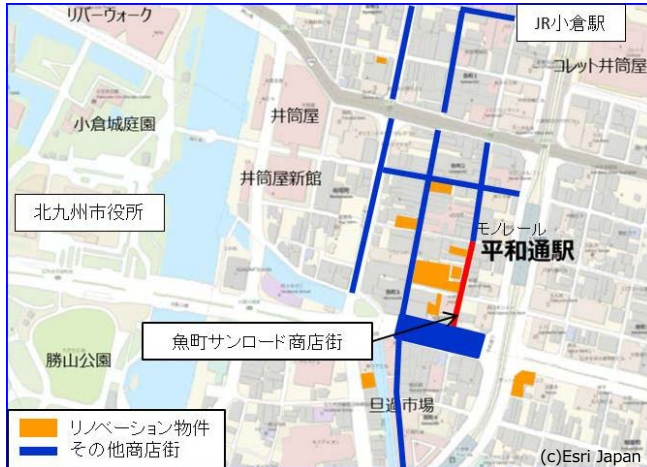 リバーウォーク
JR小倉駅
コレット井筒屋
小倉城庭園
井筒屋
井筒屋新館
北九州市役所
モノレール
平和通駅
魚町サンロード商店街
勝山公園
旦過市場
リノベーション物件
その他商店街
(c)Esri Japan